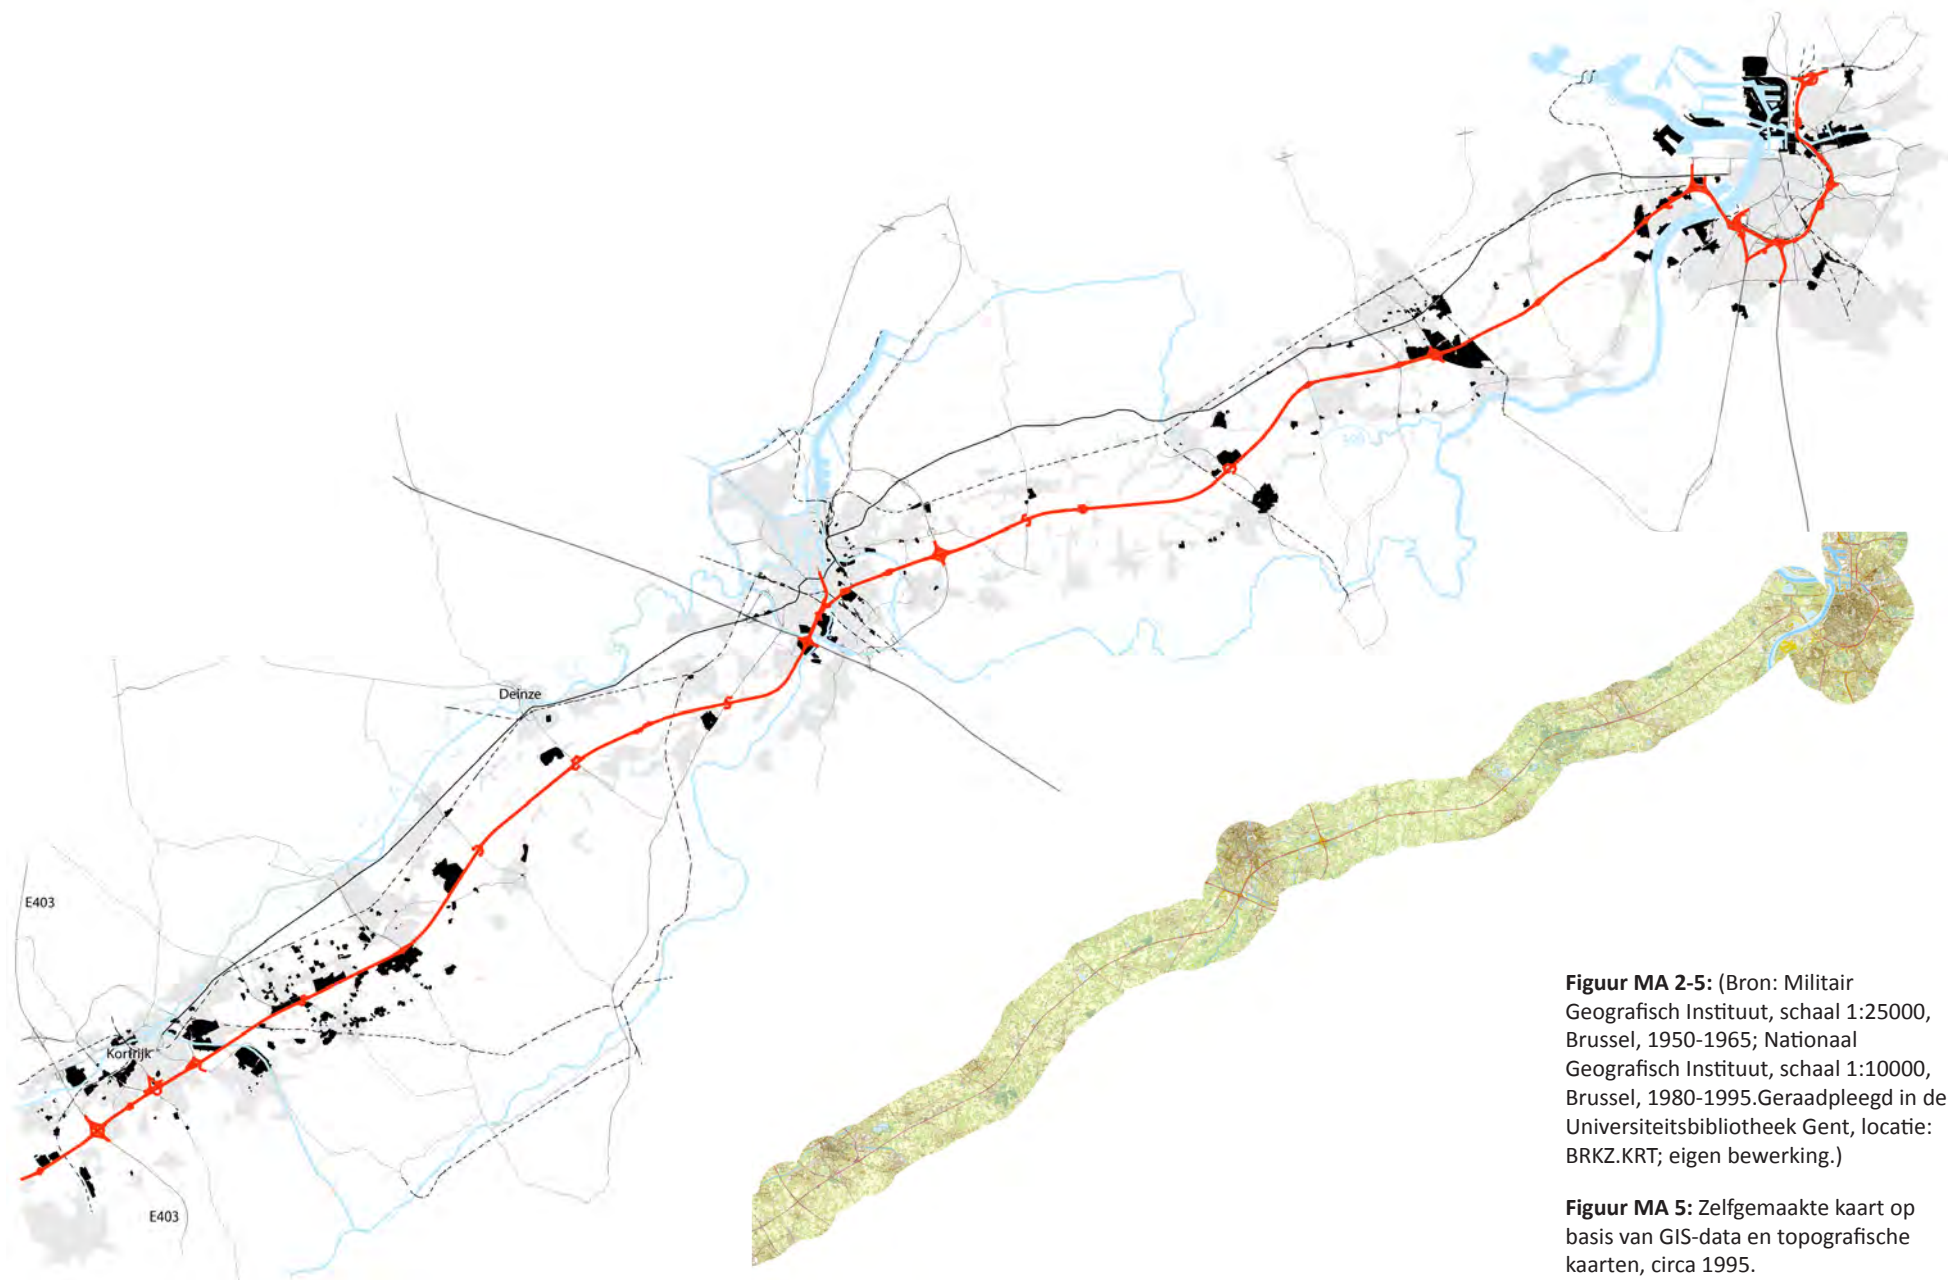 Deinze
E403
Kortrijk
E403
Figuur MA 2-5: (Bron: Militair
Geografisch Instituut, schaal 1:25000,
Brussel, 1950-1965; Nationaal
Geografisch Instituut, schaal 1:10000,
Brussel, 1980-1995.Geraadpleegd in de
Universiteitsbibliotheek Gent, locatie:
BRKZ.KRT; eigen bewerking.)
Figuur MA 5: Zelfgemaakte kaart op
basis van GIS-data en topografische
kaarten, circa 1995.